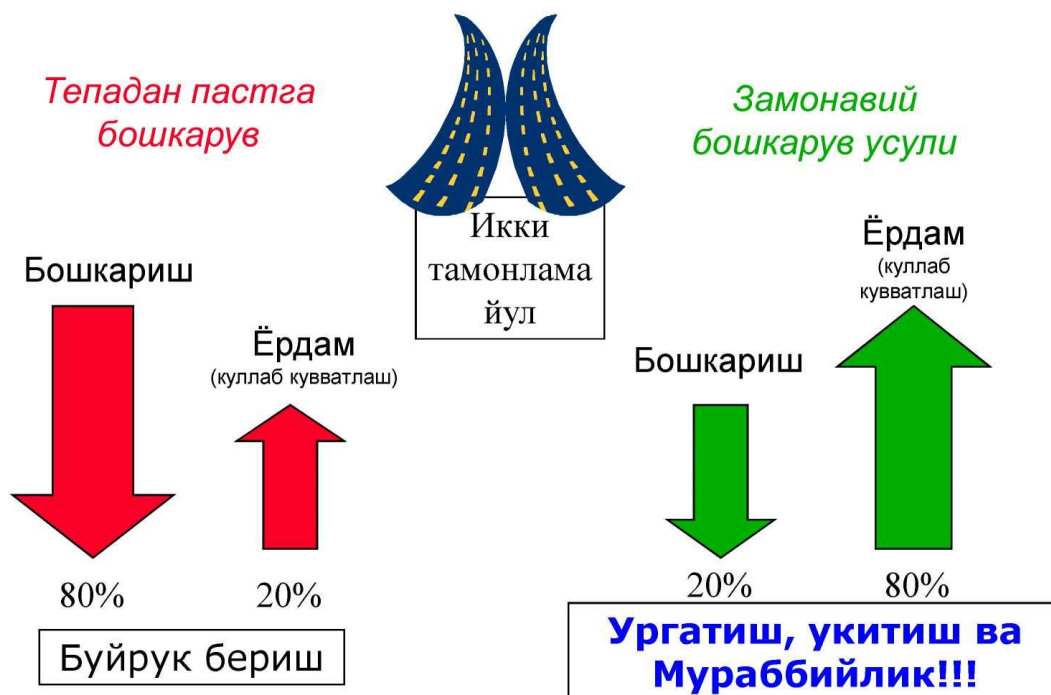 Тепадан пастга
бошкарув
Замонавий
бошкарув усули
Икки
тамонлама
йул
Бошкариш
Ёрдам
(куллаб кувватлаш)
Бошкариш
Ёрдам
(куллаб
кувватлаш)
80%
20%
20%
80%
Буйрук бериш
Ургатиш, укитиш ва
Мураббийлик!!!